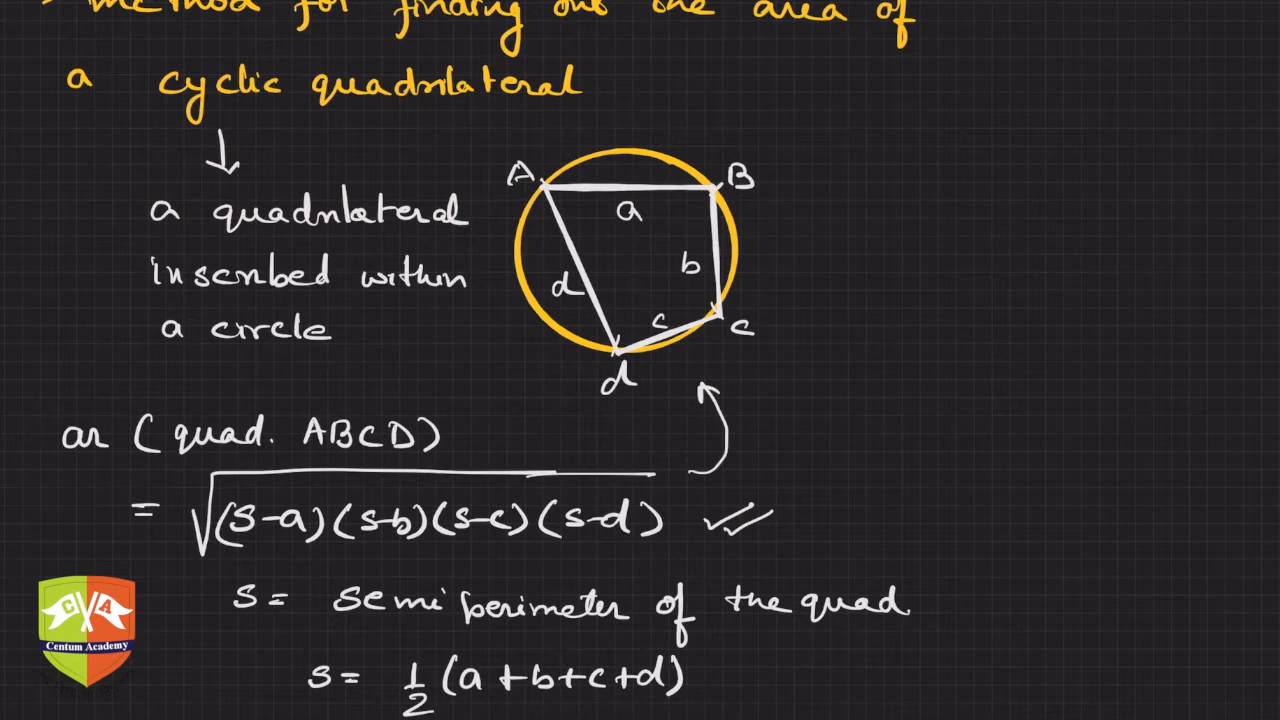 method for finding out the area of
a cyclic quadrilateral
a quadrilateral
inscribed within
a circle
A
B
a
b
d
c
C
d
ar (quad. ABCD)
= √(s-a)(s-b)(s-c)(s-d)
s = semi perimeter of the quad
s = 1/2 (a+b+c+d)
C A
Centum Academy